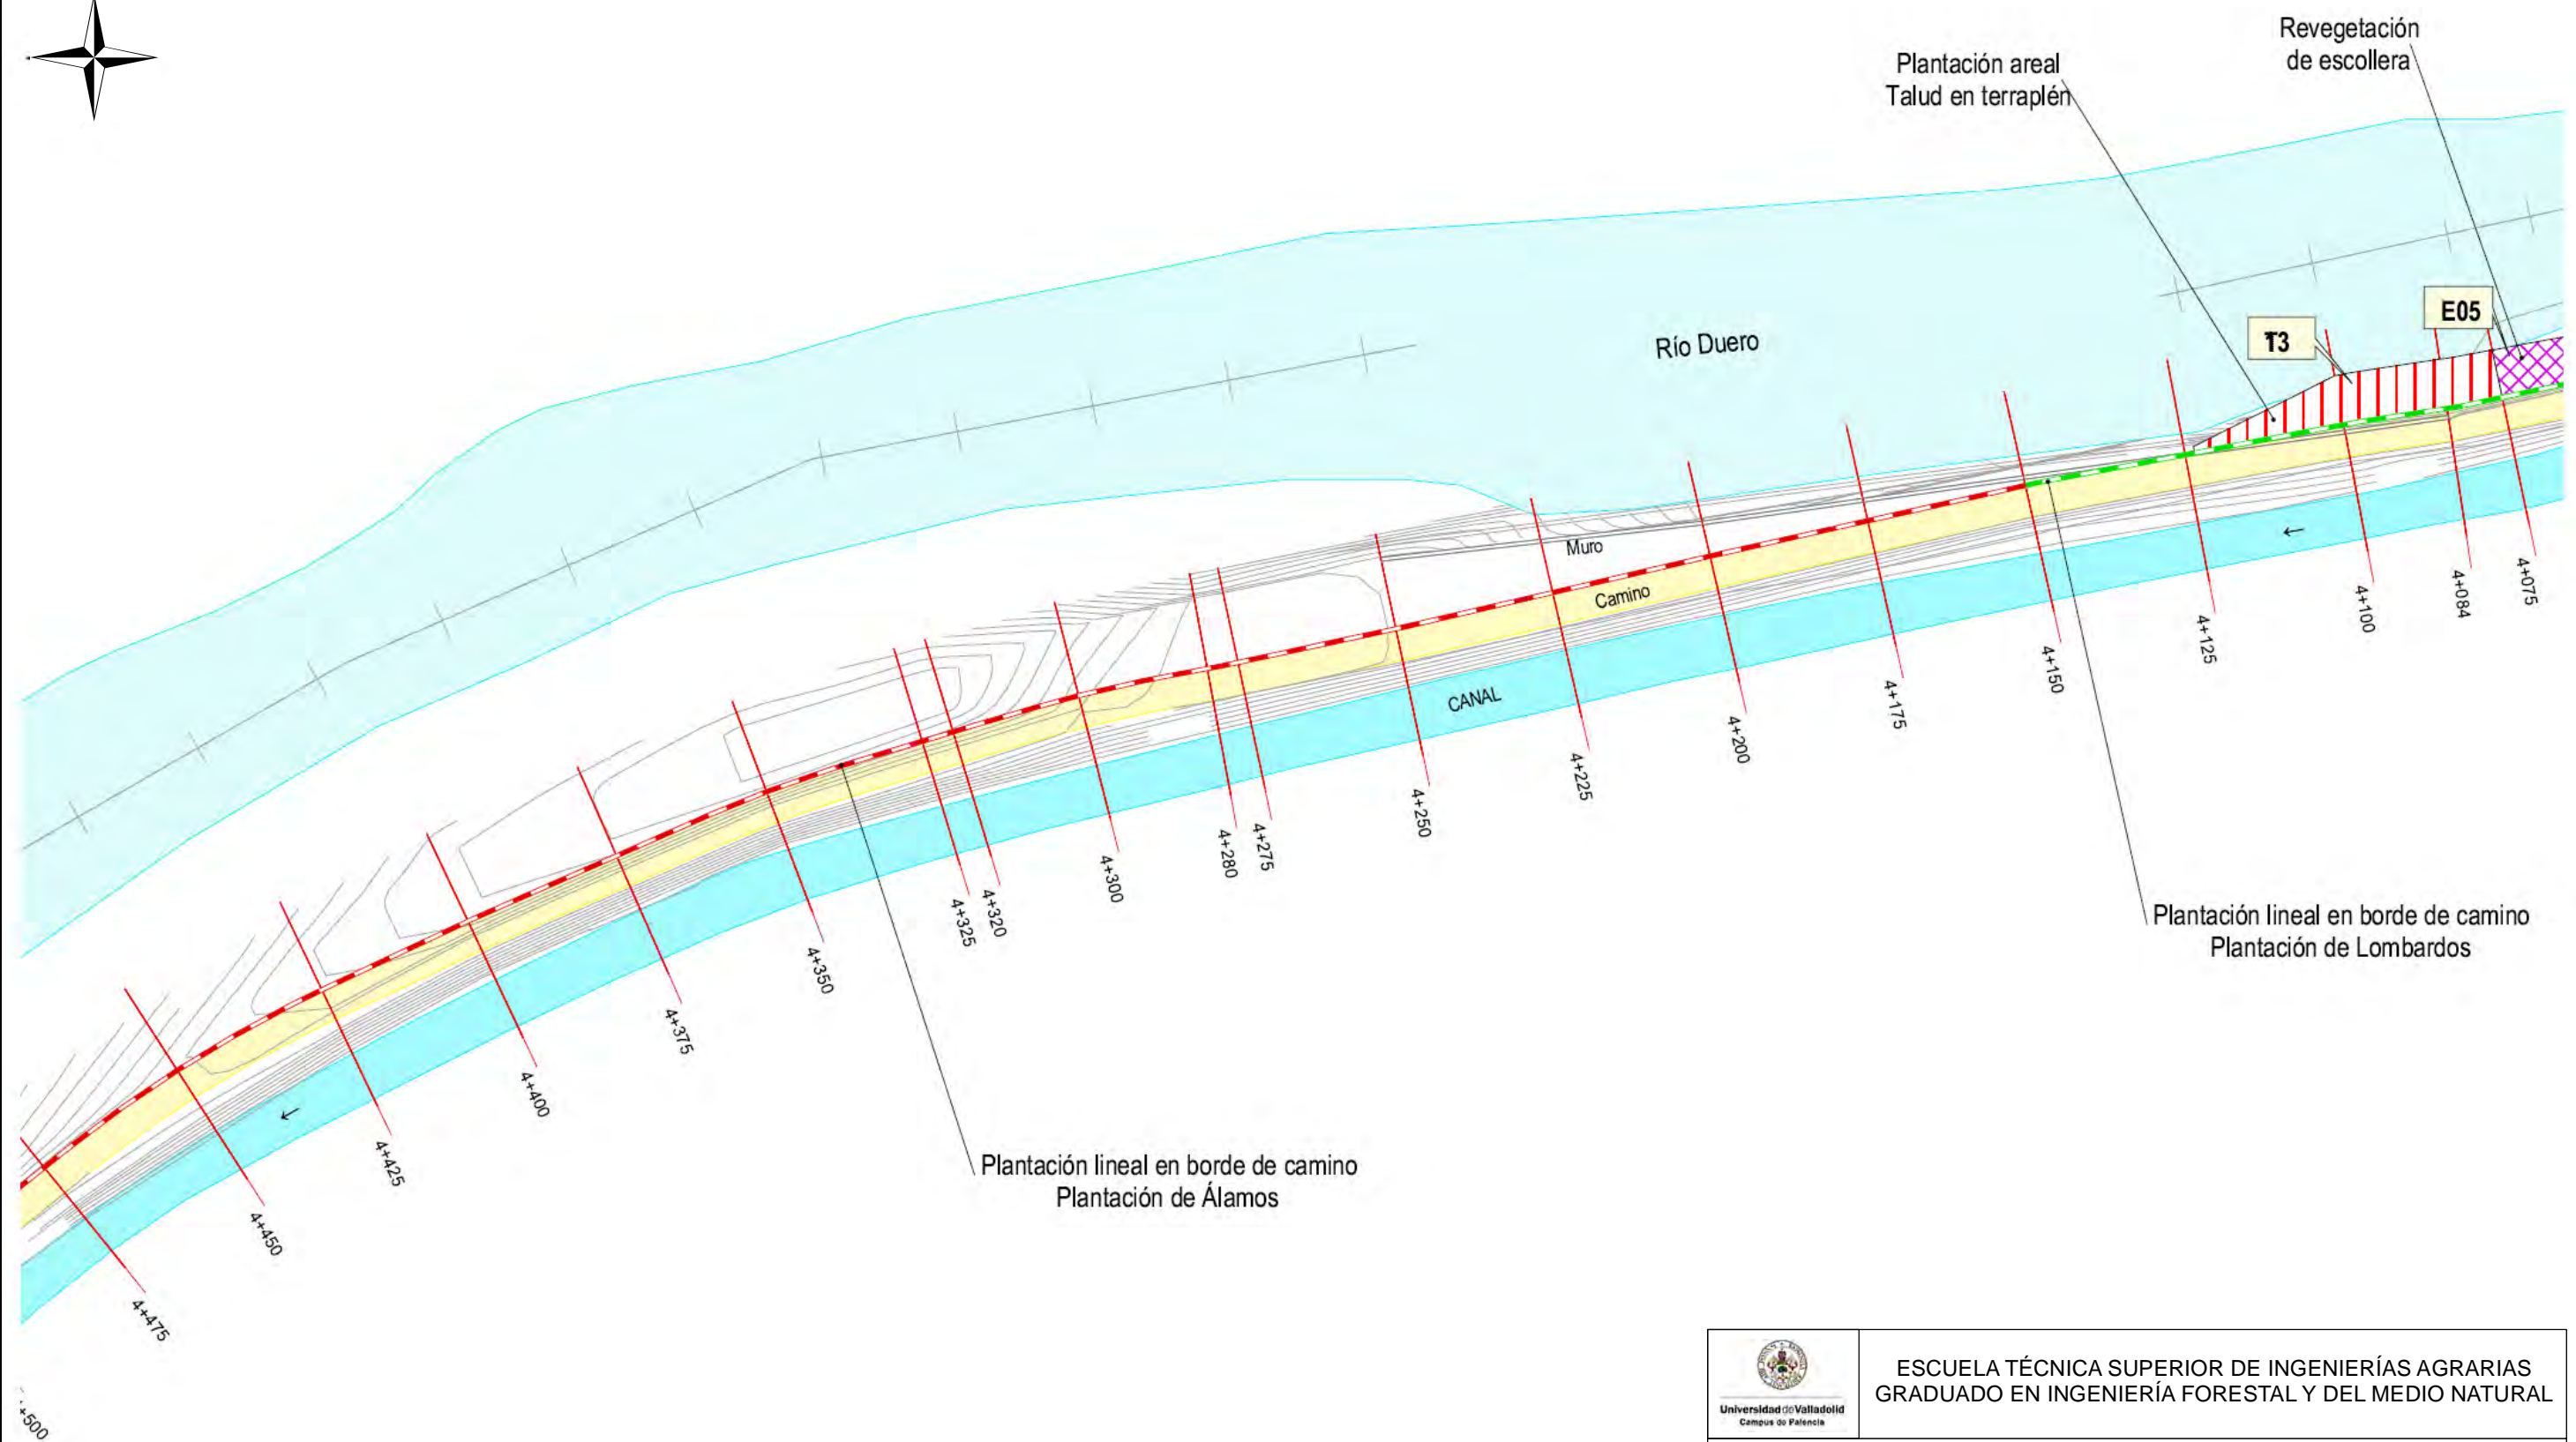 Revegetación
de escollera
Plantación areal
Talud en terraplén
E05
T3
Río Duero
Muro
Camino
CANAL
4+075
4+084
4+100
4+125
4+150
4+175
4+200
4+225
4+250
4+275
4+280
4+300
4+320
4+325
4+350
4+375
4+400
4+425
4+450
4+475
+500
Plantación lineal en borde de camino
Plantación de Lombardos
Plantación lineal en borde de camino
Plantación de Álamos
ESCUELA TÉCNICA SUPERIOR DE INGENIERÍAS AGRARIAS
GRADUADO EN INGENIERÍA FORESTAL Y DEL MEDIO NATURAL
Universidad de Valladolid
Campus de Palencia